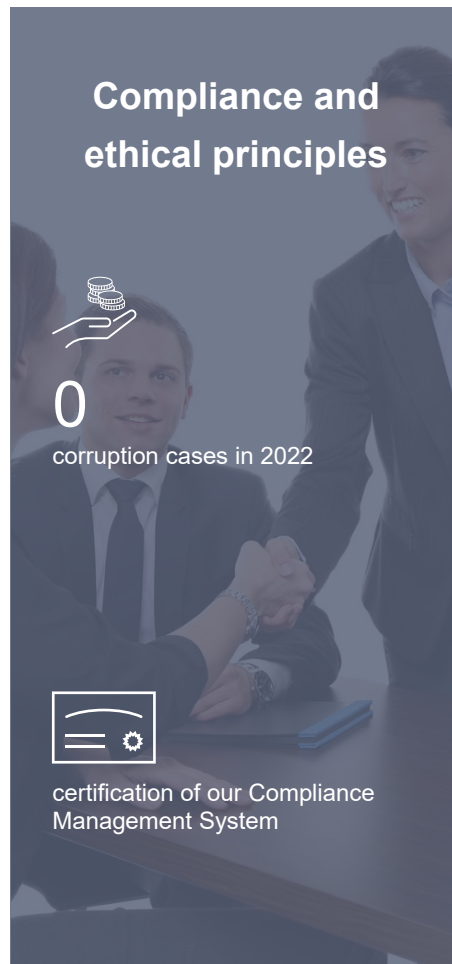 Compliance and
ethical principles
0
corruption cases in 2022
certification of our Compliance
Management System